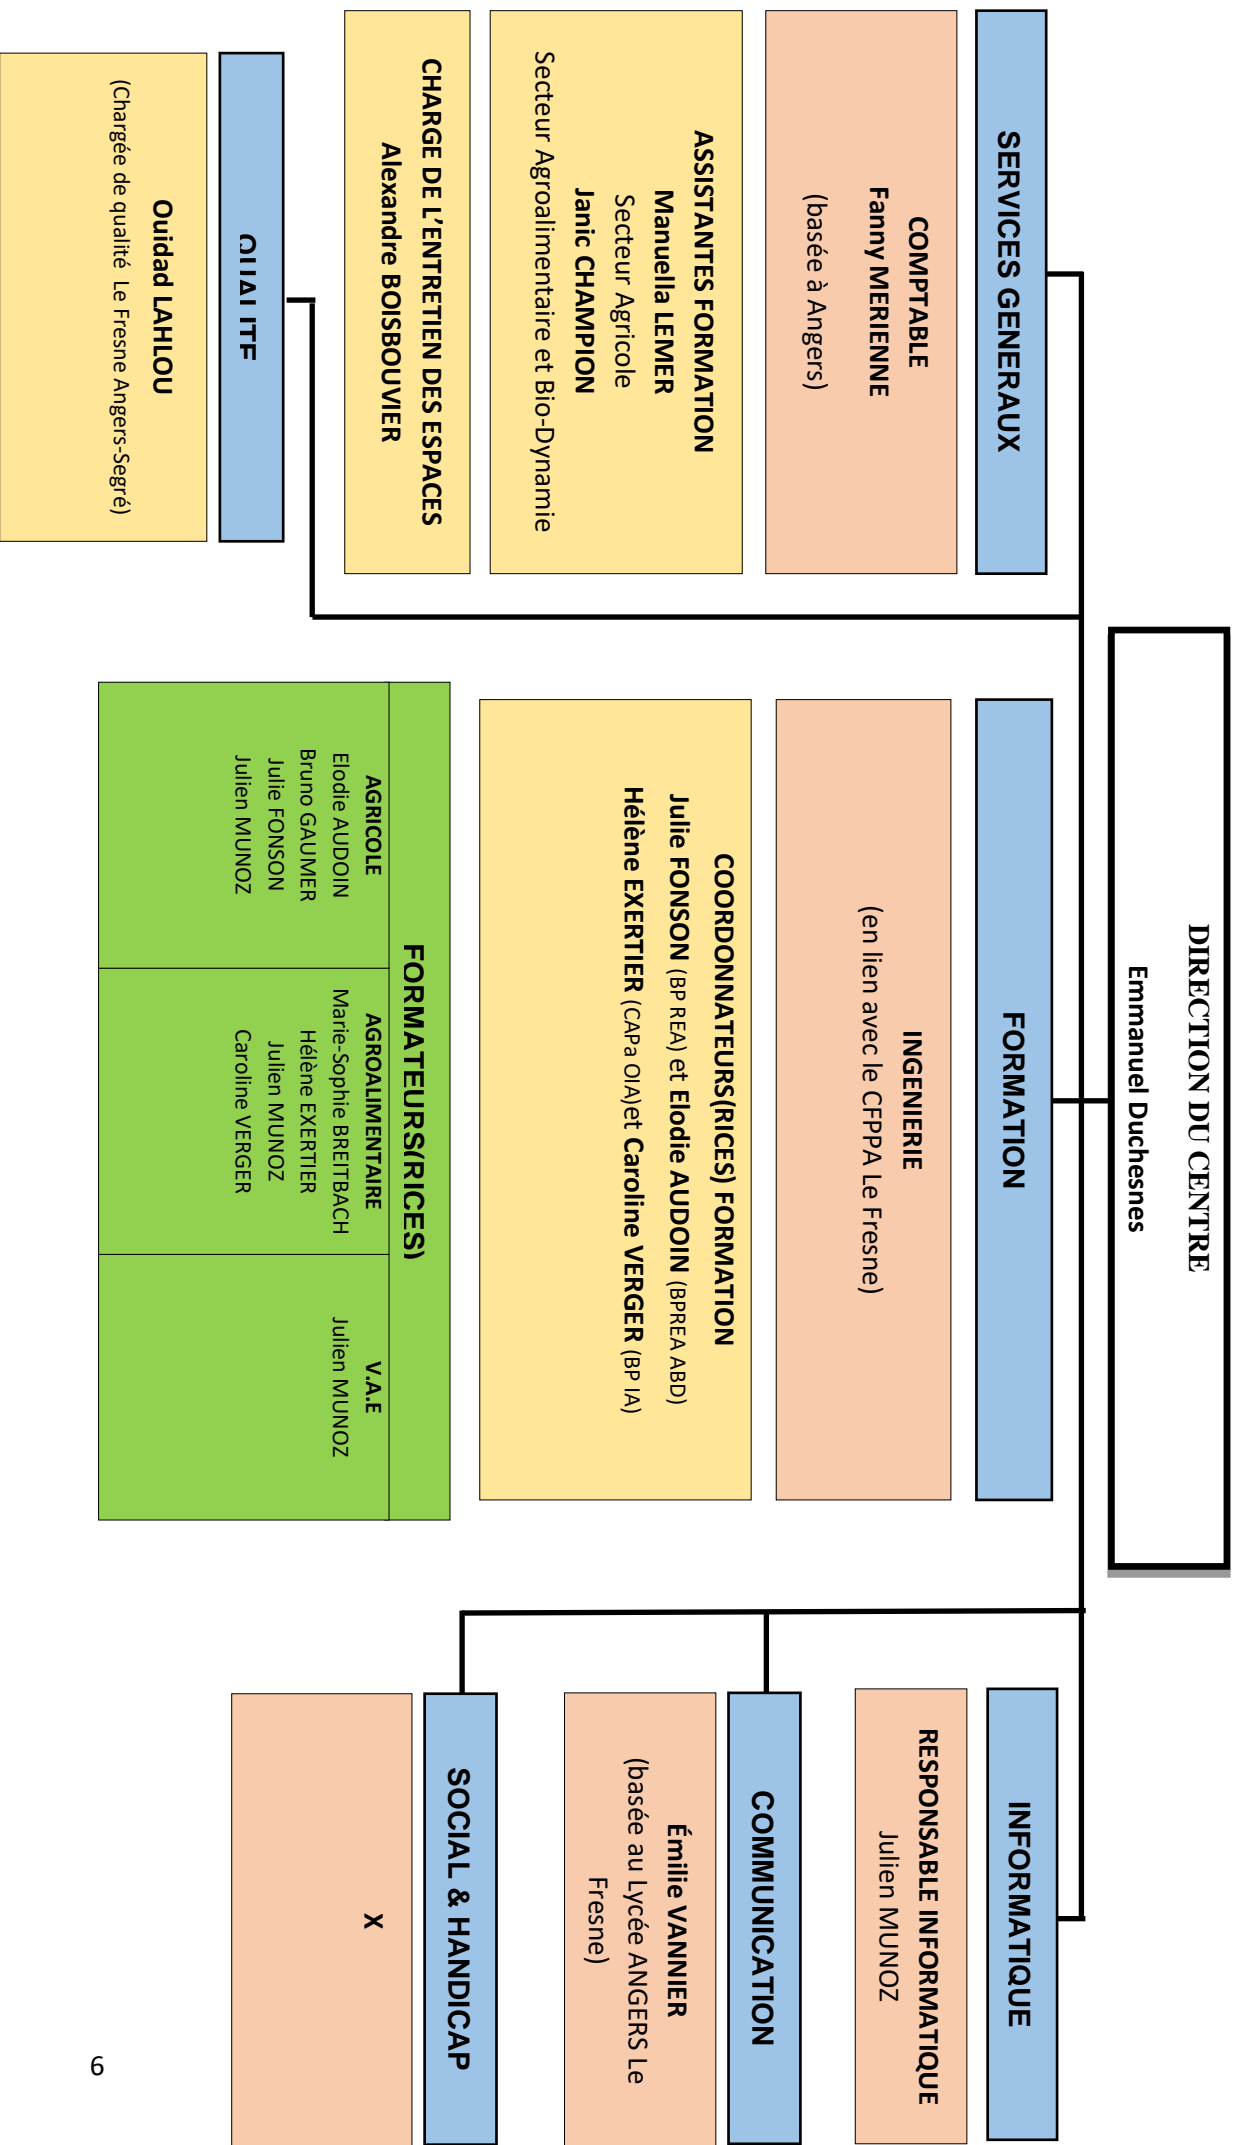 DIRECTION DU CENTRE
Emmanuel Duchesnes
SERVICES GENERAUX
COMPTABLE
Fanny MERIENNE
(basée à Angers)
ASSISTANTES FORMATION
Manuella LEMER
Secteur Agricole
Janic CHAMPION
Secteur Agroalimentaire et Bio-Dynamie
CHARGE DE L’ENTRETIEN DES ESPACES
Alexandre BOISBOUVIER
QUALITE
Ouidad LAHLOU
(Chargée de qualité Le Fresne Angers-Segré)
FORMATION
INGENIERIE
(en lien avec le CFPPA Le Fresne)
COORDONNATEURS(RICES) FORMATION
Julie FONSON (BP REA) et Elodie AUDOIN (BPREA ABD)
Hélène EXERTIER (CAPa OIA)et Caroline VERGER (BP IA)
FORMATEURS(RICES)
AGRICOLE
Elodie AUDOIN
Bruno GAUMER
Julie FONSON
Julien MUNOZ
AGROALIMENTAIRE
Marie-Sophie BREITBACH
Hélène EXERTIER
Julien MUNOZ
Caroline VERGER
V.A.E
Julien MUNOZ
INFORMATIQUE
RESPONSABLE INFORMATIQUE
Julien MUNOZ
COMMUNICATION
Émilie VANNIER
(basée au Lycée ANGERS Le
Fresne)
SOCIAL & HANDICAP
X
6